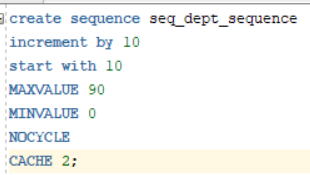 create sequence seq_dept_sequence
increment by 10
start with 10
MAXVALUE 90
MINVALUE 0
NOCYCLE
CACHE 2;